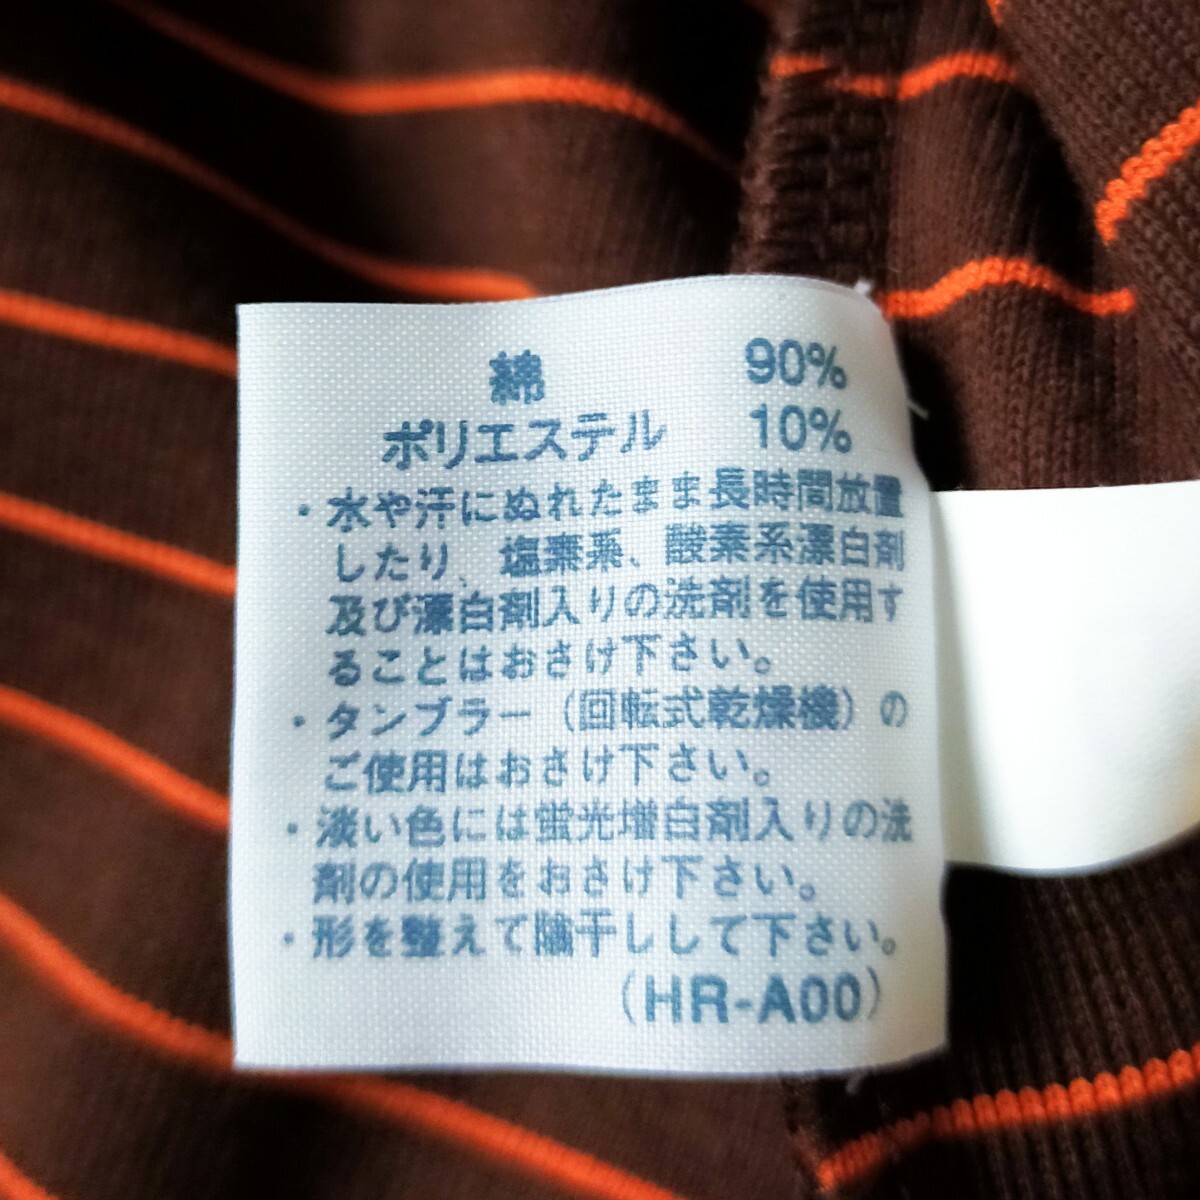 綿 90%
ポリエステル 10%
・水や汗にぬれたまま長時間放置
したり、塩素系、酸素系漂白剤
及び漂白剤入りの洗剤を使用す
ることはおさけ下さい。
・タンブラー（回転式乾燥機）の
ご使用はおさけ下さい。
・淡い色には蛍光増白剤入りの洗
剤の使用をおさけ下さい。
・形を整えて陰干しして下さい。
（HR-A00）